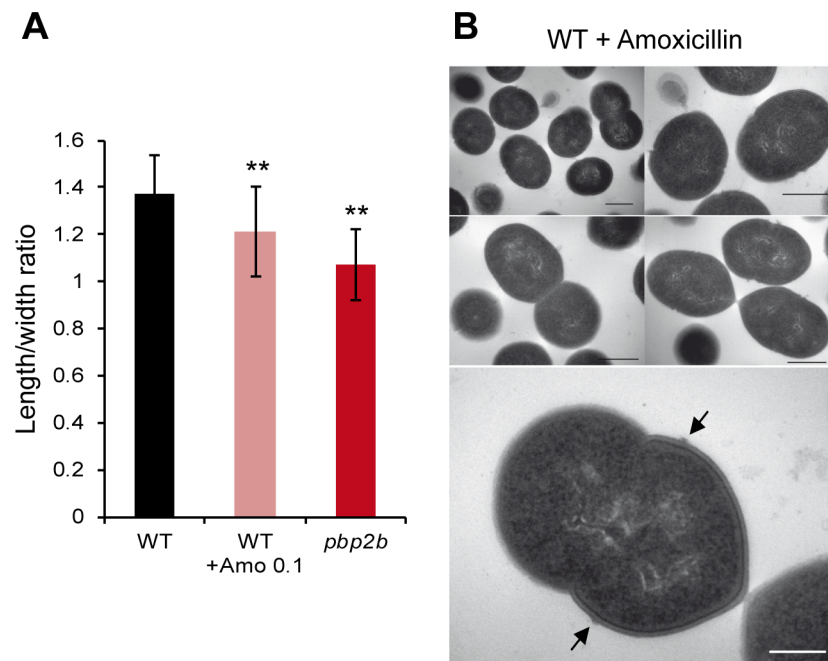 A
B
WT + Amoxicillin
Length/width ratio
1.6
1.4
1.2
1
0.8
0.6
0.4
0.2
0
**
**
WT
WT
+Amo 0.1
pbp2b